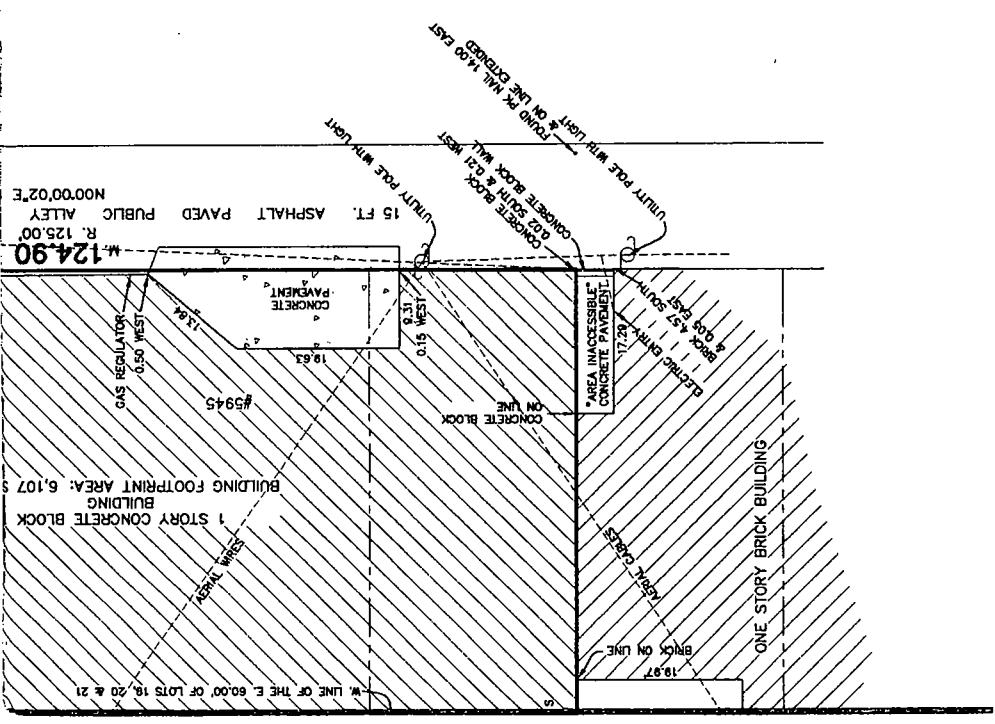 FOUND PK NAIL 14.00 EAST
& ON LINE EXTENDED
UTILITY POLE WITH LIGHT
UTILITY POLE WITH LIGHT
CONCRETE BLOCK
0.02 SOUTH & 0.21 WEST
CONCRETE BLOCK WALL
N00°00'02"E
15 FT. ASPHALT PAVED PUBLIC ALLEY
R. 125.00'
M. 124.90
CONCRETE
PAVEMENT
GAS REGULATOR
0.50 WEST
13.84
19.63
9.31
0.15 WEST
"AREA INACCESSIBLE"
CONCRETE PAVEMENT
17.29
ELECTRIC ENTRY
BRICK 4.57 SOUTH
& 0.05 EAST
#5945
CONCRETE BLOCK
ON LINE
1 STORY CONCRETE BLOCK
BUILDING
BUILDING FOOTPRINT AREA: 6,107 S
AERIAL WIRES
AERIAL CABLES
ONE STORY BRICK BUILDING
BRICK ON LINE
19.97'
W. LINE OF THE E. 60.00' OF LOTS 19, 20 & 21
S